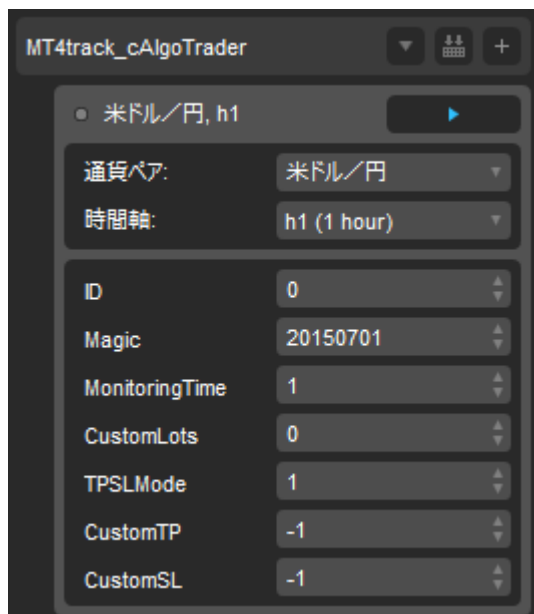 MT4track_cAlgoTrader
米ドル／円, h1
通貨ペア: 米ドル／円
時間軸: h1 (1 hour)
ID 0
Magic 20150701
MonitoringTime 1
CustomLots 0
TPSLMode 1
CustomTP -1
CustomSL -1